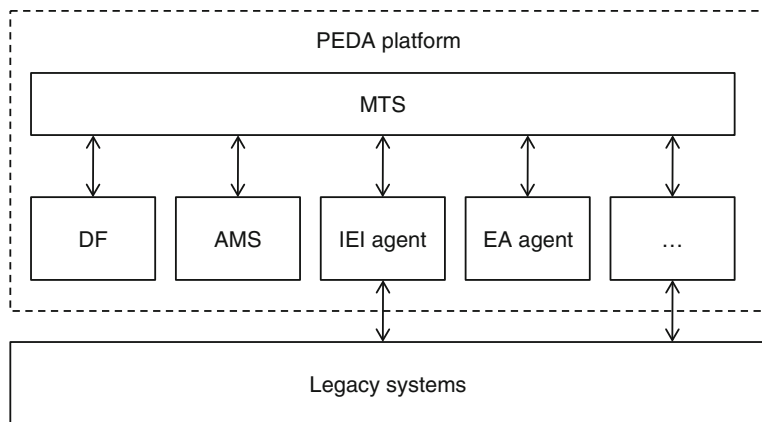 PEDA platform
MTS
DF
AMS
IEI agent
EA agent
...
Legacy systems